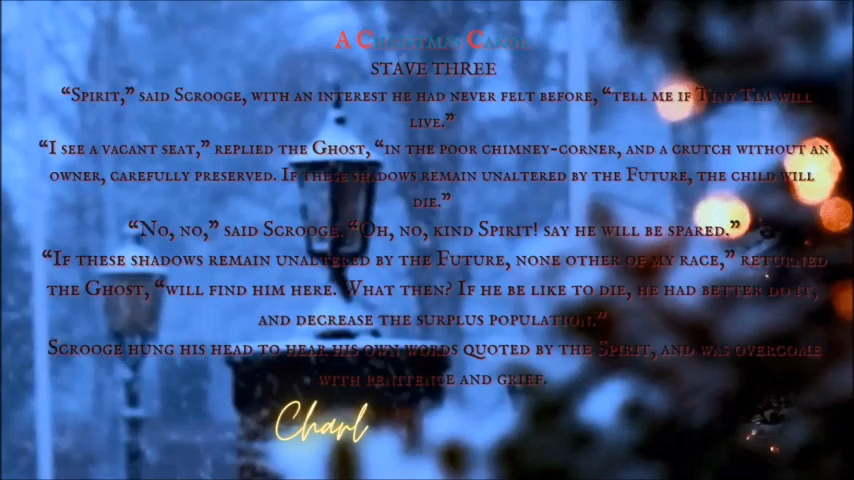 A Christmas Carol
STAVE THREE
“Spirit,” said Scrooge, with an interest he had never felt before, “tell me if Tiny Tim will
live.”
“I see a vacant seat,” replied the Ghost, “in the poor chimney-corner, and a crutch without an
owner, carefully preserved. If these shadows remain unaltered by the Future, the child will
die.”
“No, no,” said Scrooge. “Oh, no, kind Spirit! say he will be spared.”
“If these shadows remain unaltered by the Future, none other of my race,” returned
the Ghost, “will find him here. What then? If he be like to die, he had better do it,
and decrease the surplus population.”
Scrooge hung his head to hear his own words quoted by the Spirit, and was overcome
with penitence and grief.
Charl